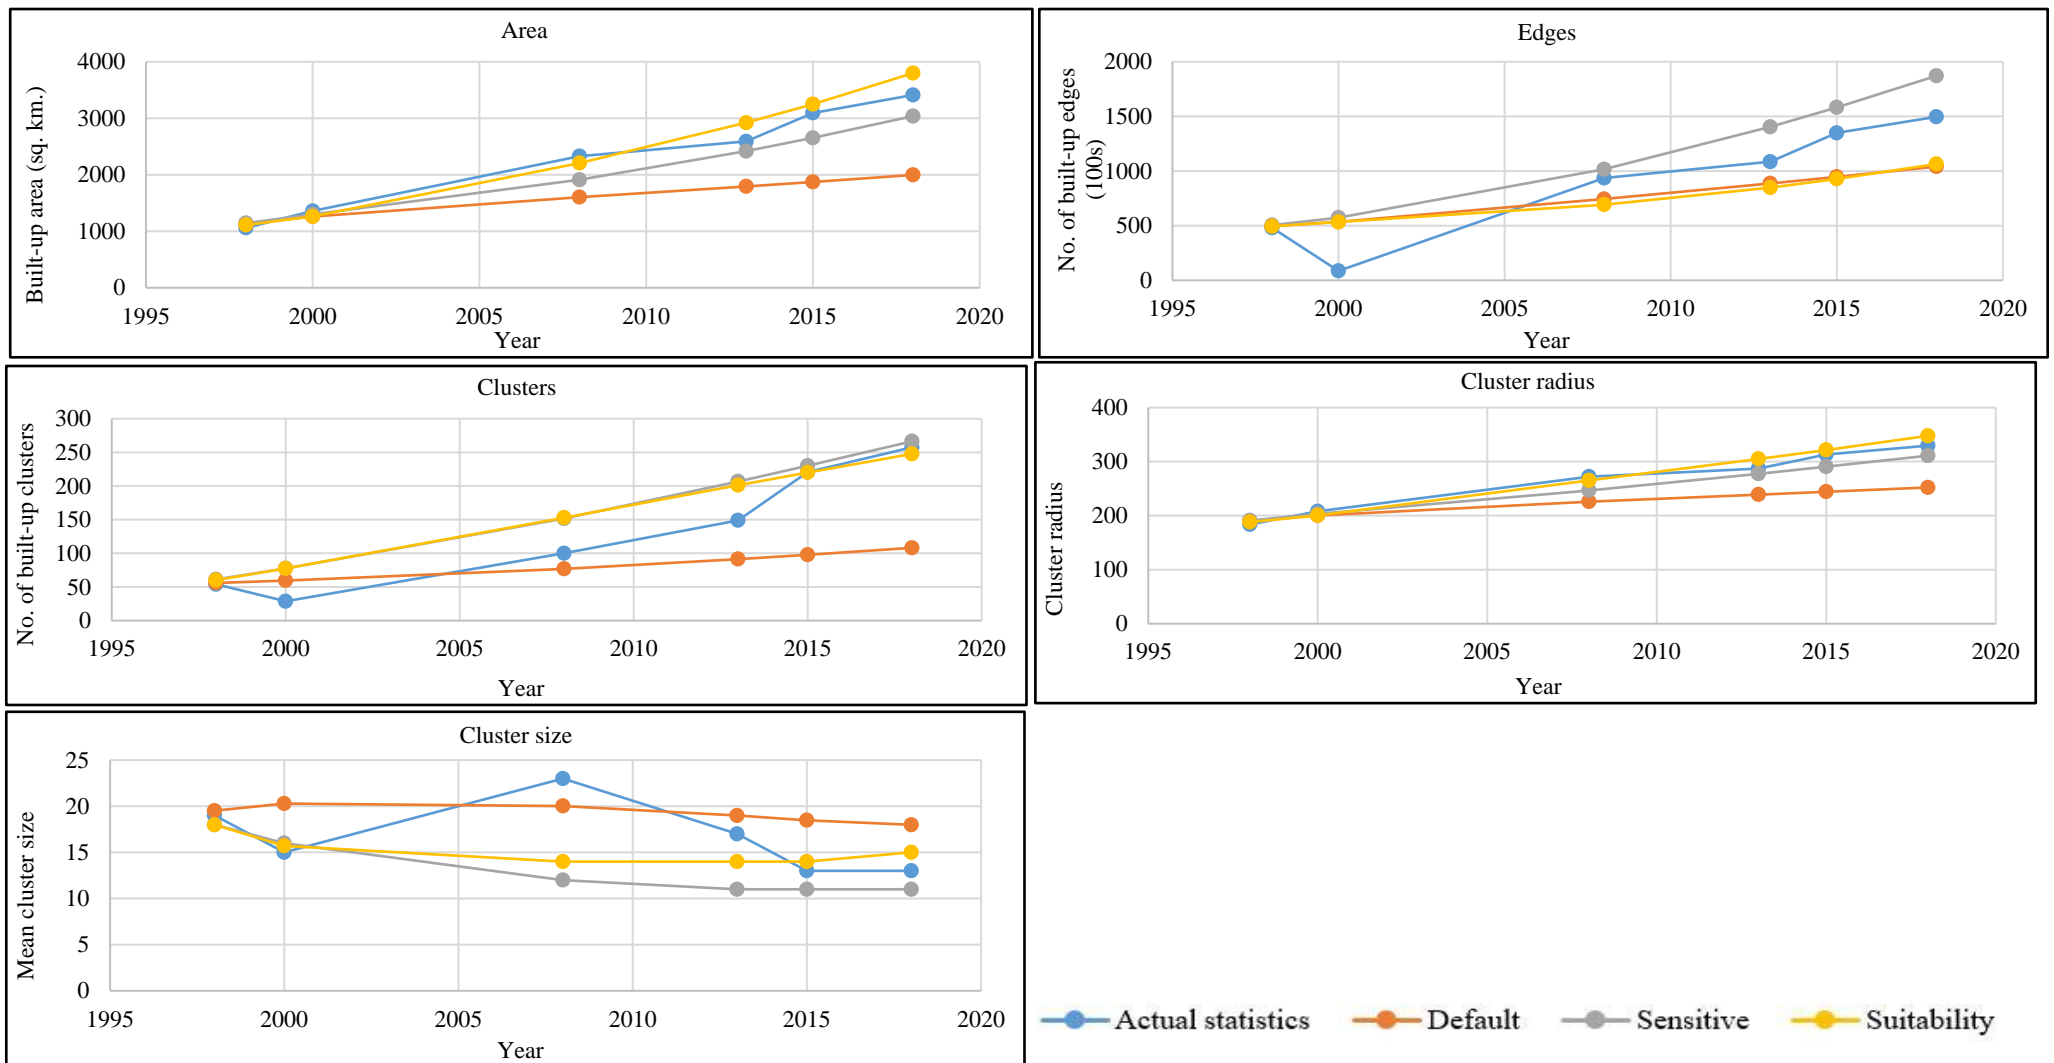 Area
Built-up area (sq. km.)
4000
3000
2000
1000
0
1995 2000 2005 2010 2015 2020
Year
Edges
No. of built-up edges
(100s)
2000
1500
1000
500
0
1995 2000 2005 2010 2015 2020
Year
Clusters
No. of built-up clusters
300
250
200
150
100
50
0
1995 2000 2005 2010 2015 2020
Year
Cluster radius
Cluster radius
400
300
200
100
0
1995 2000 2005 2010 2015 2020
Year
Cluster size
Mean cluster size
25
20
15
10
5
0
1995 2000 2005 2010 2015 2020
Year
Actual statistics Default Sensitive Suitability